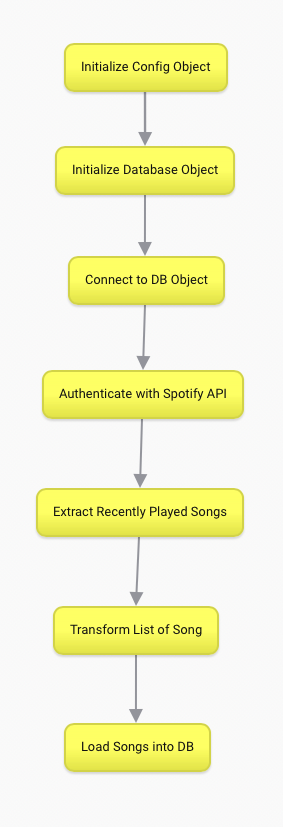 Initialize Config Object
Initialize Database Object
Connect to DB Object
Authenticate with Spotify API
Extract Recently Played Songs
Transform List of Song
Load Songs into DB